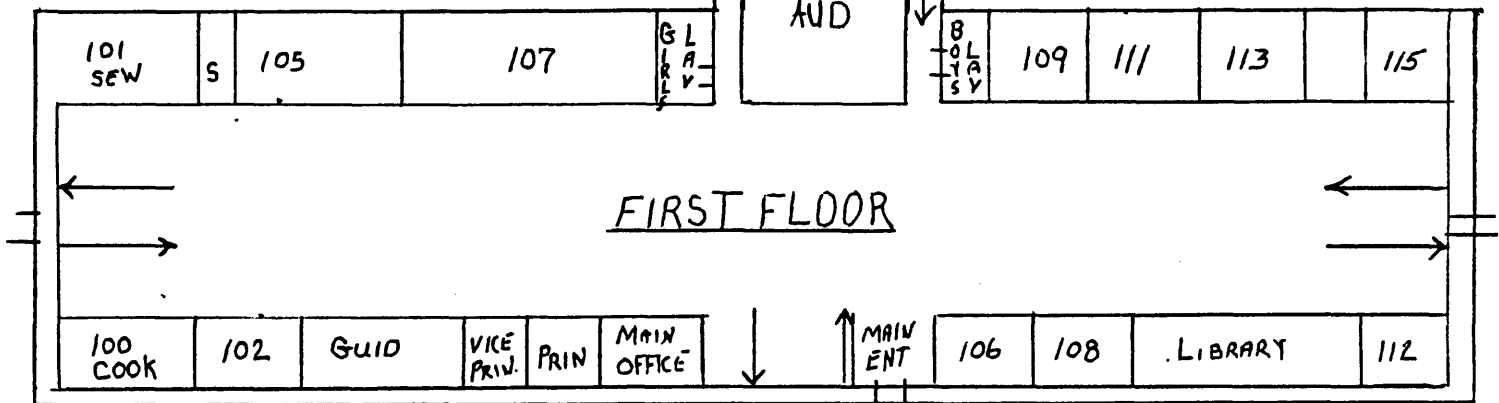 101
SEW
S
105
107
GIRLS
LAV
AUD
BOYS
LAV
109
111
113
115
FIRST FLOOR
100
COOK
102
GUID
VICE
PRIN.
PRIN
MAIN
OFFICE
MAIN
ENT
106
108
LIBRARY
112